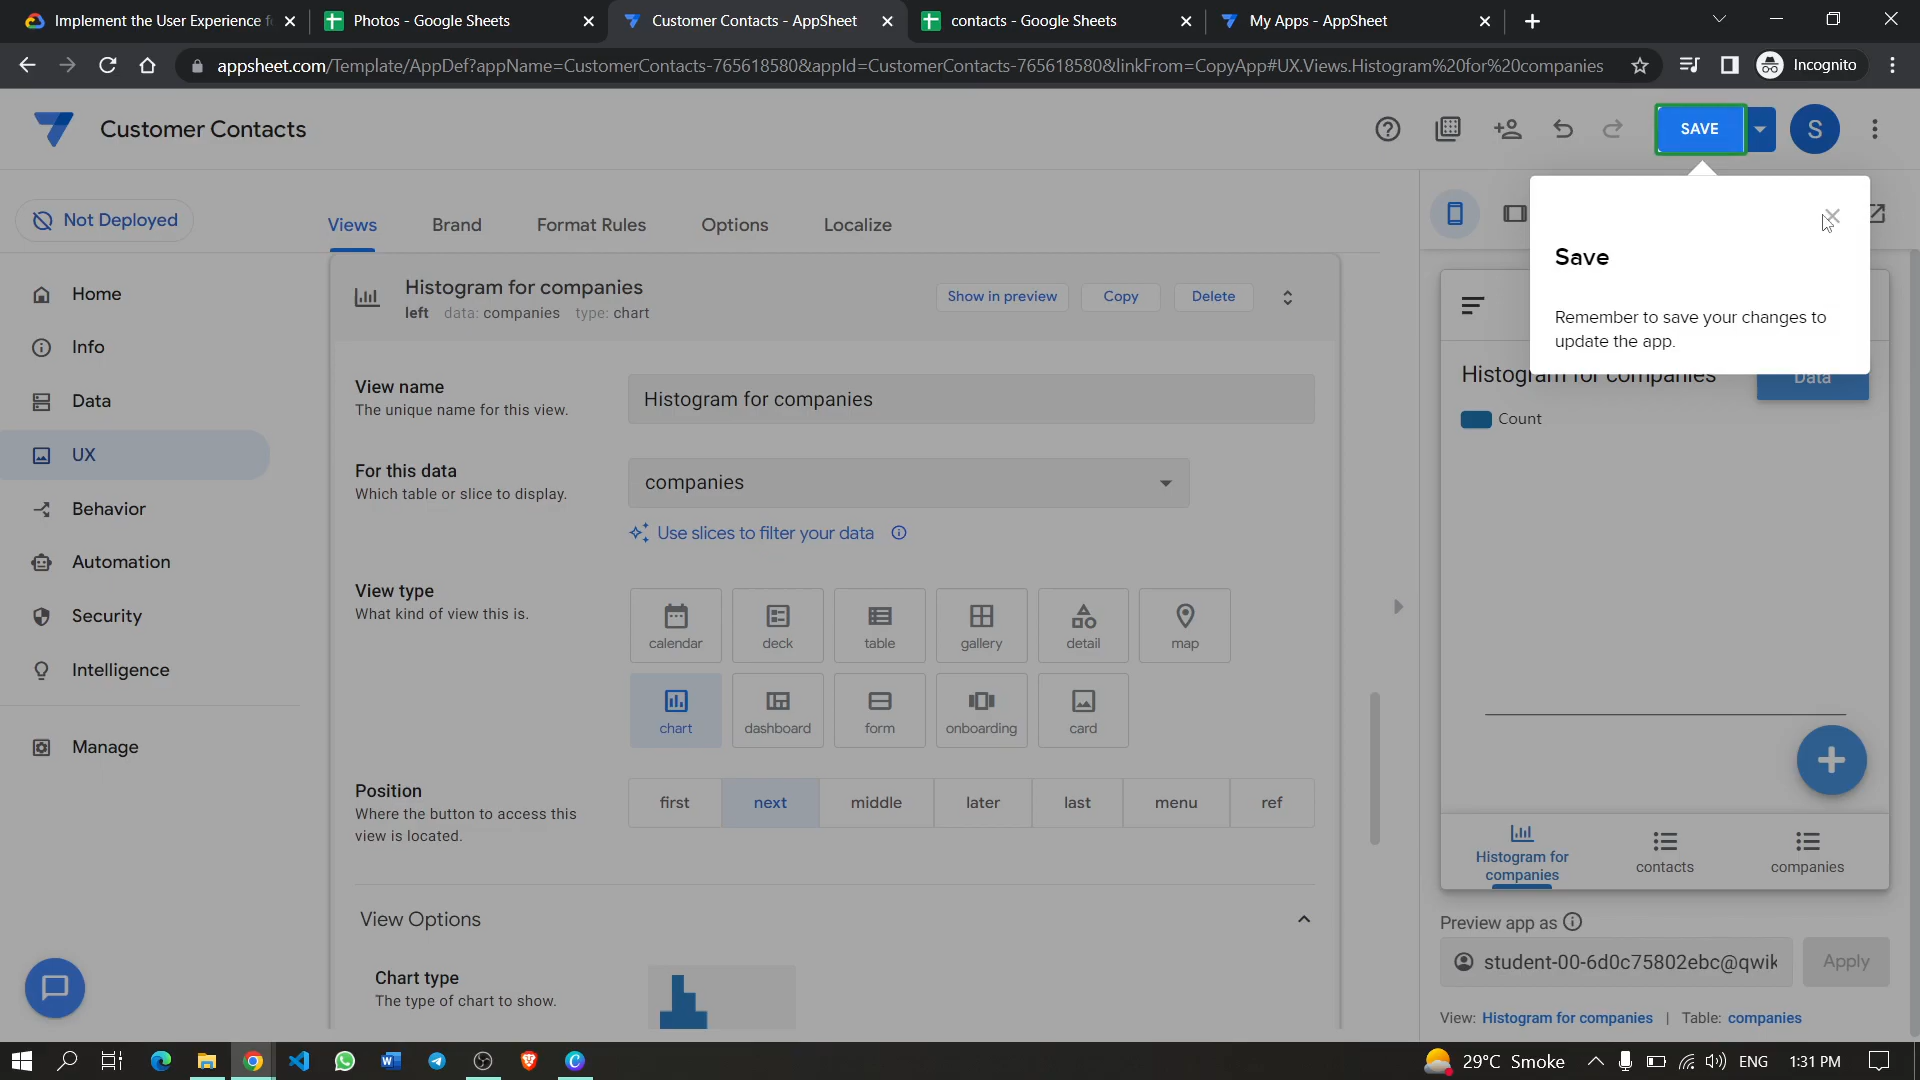 Implement the User Experience f
Photos - Google Sheets
Customer Contacts - AppSheet
contacts - Google Sheets
My Apps - AppSheet
appsheet.com/Template/AppDef?appName=CustomerContacts-765618580&appId=CustomerContacts-765618580&linkFrom=CopyApp#UX.Views.Histogram%20for%20companies
Incognito
Customer Contacts
SAVE
S
Not Deployed
Views
Brand
Format Rules
Options
Localize
Save
Remember to save your changes to
update the app.
Home
Info
Data
UX
Behavior
Automation
Security
Intelligence
Manage
Histogram for companies
left data: companies type: chart
Show in preview
Copy
Delete
View name
The unique name for this view.
Histogram for companies
For this data
Which table or slice to display.
companies
Use slices to filter your data
View type
What kind of view this is.
calendar
deck
table
gallery
detail
map
chart
dashboard
form
onboarding
card
Position
Where the button to access this
view is located.
first
next
middle
later
last
menu
ref
View Options
Chart type
The type of chart to show.
Histogram for companies
Data
Count
Histogram for
companies
contacts
companies
Preview app as
student-00-6d0c75802ebc@qwik
Apply
View: Histogram for companies | Table: companies
29°C Smoke
ENG
1:31 PM